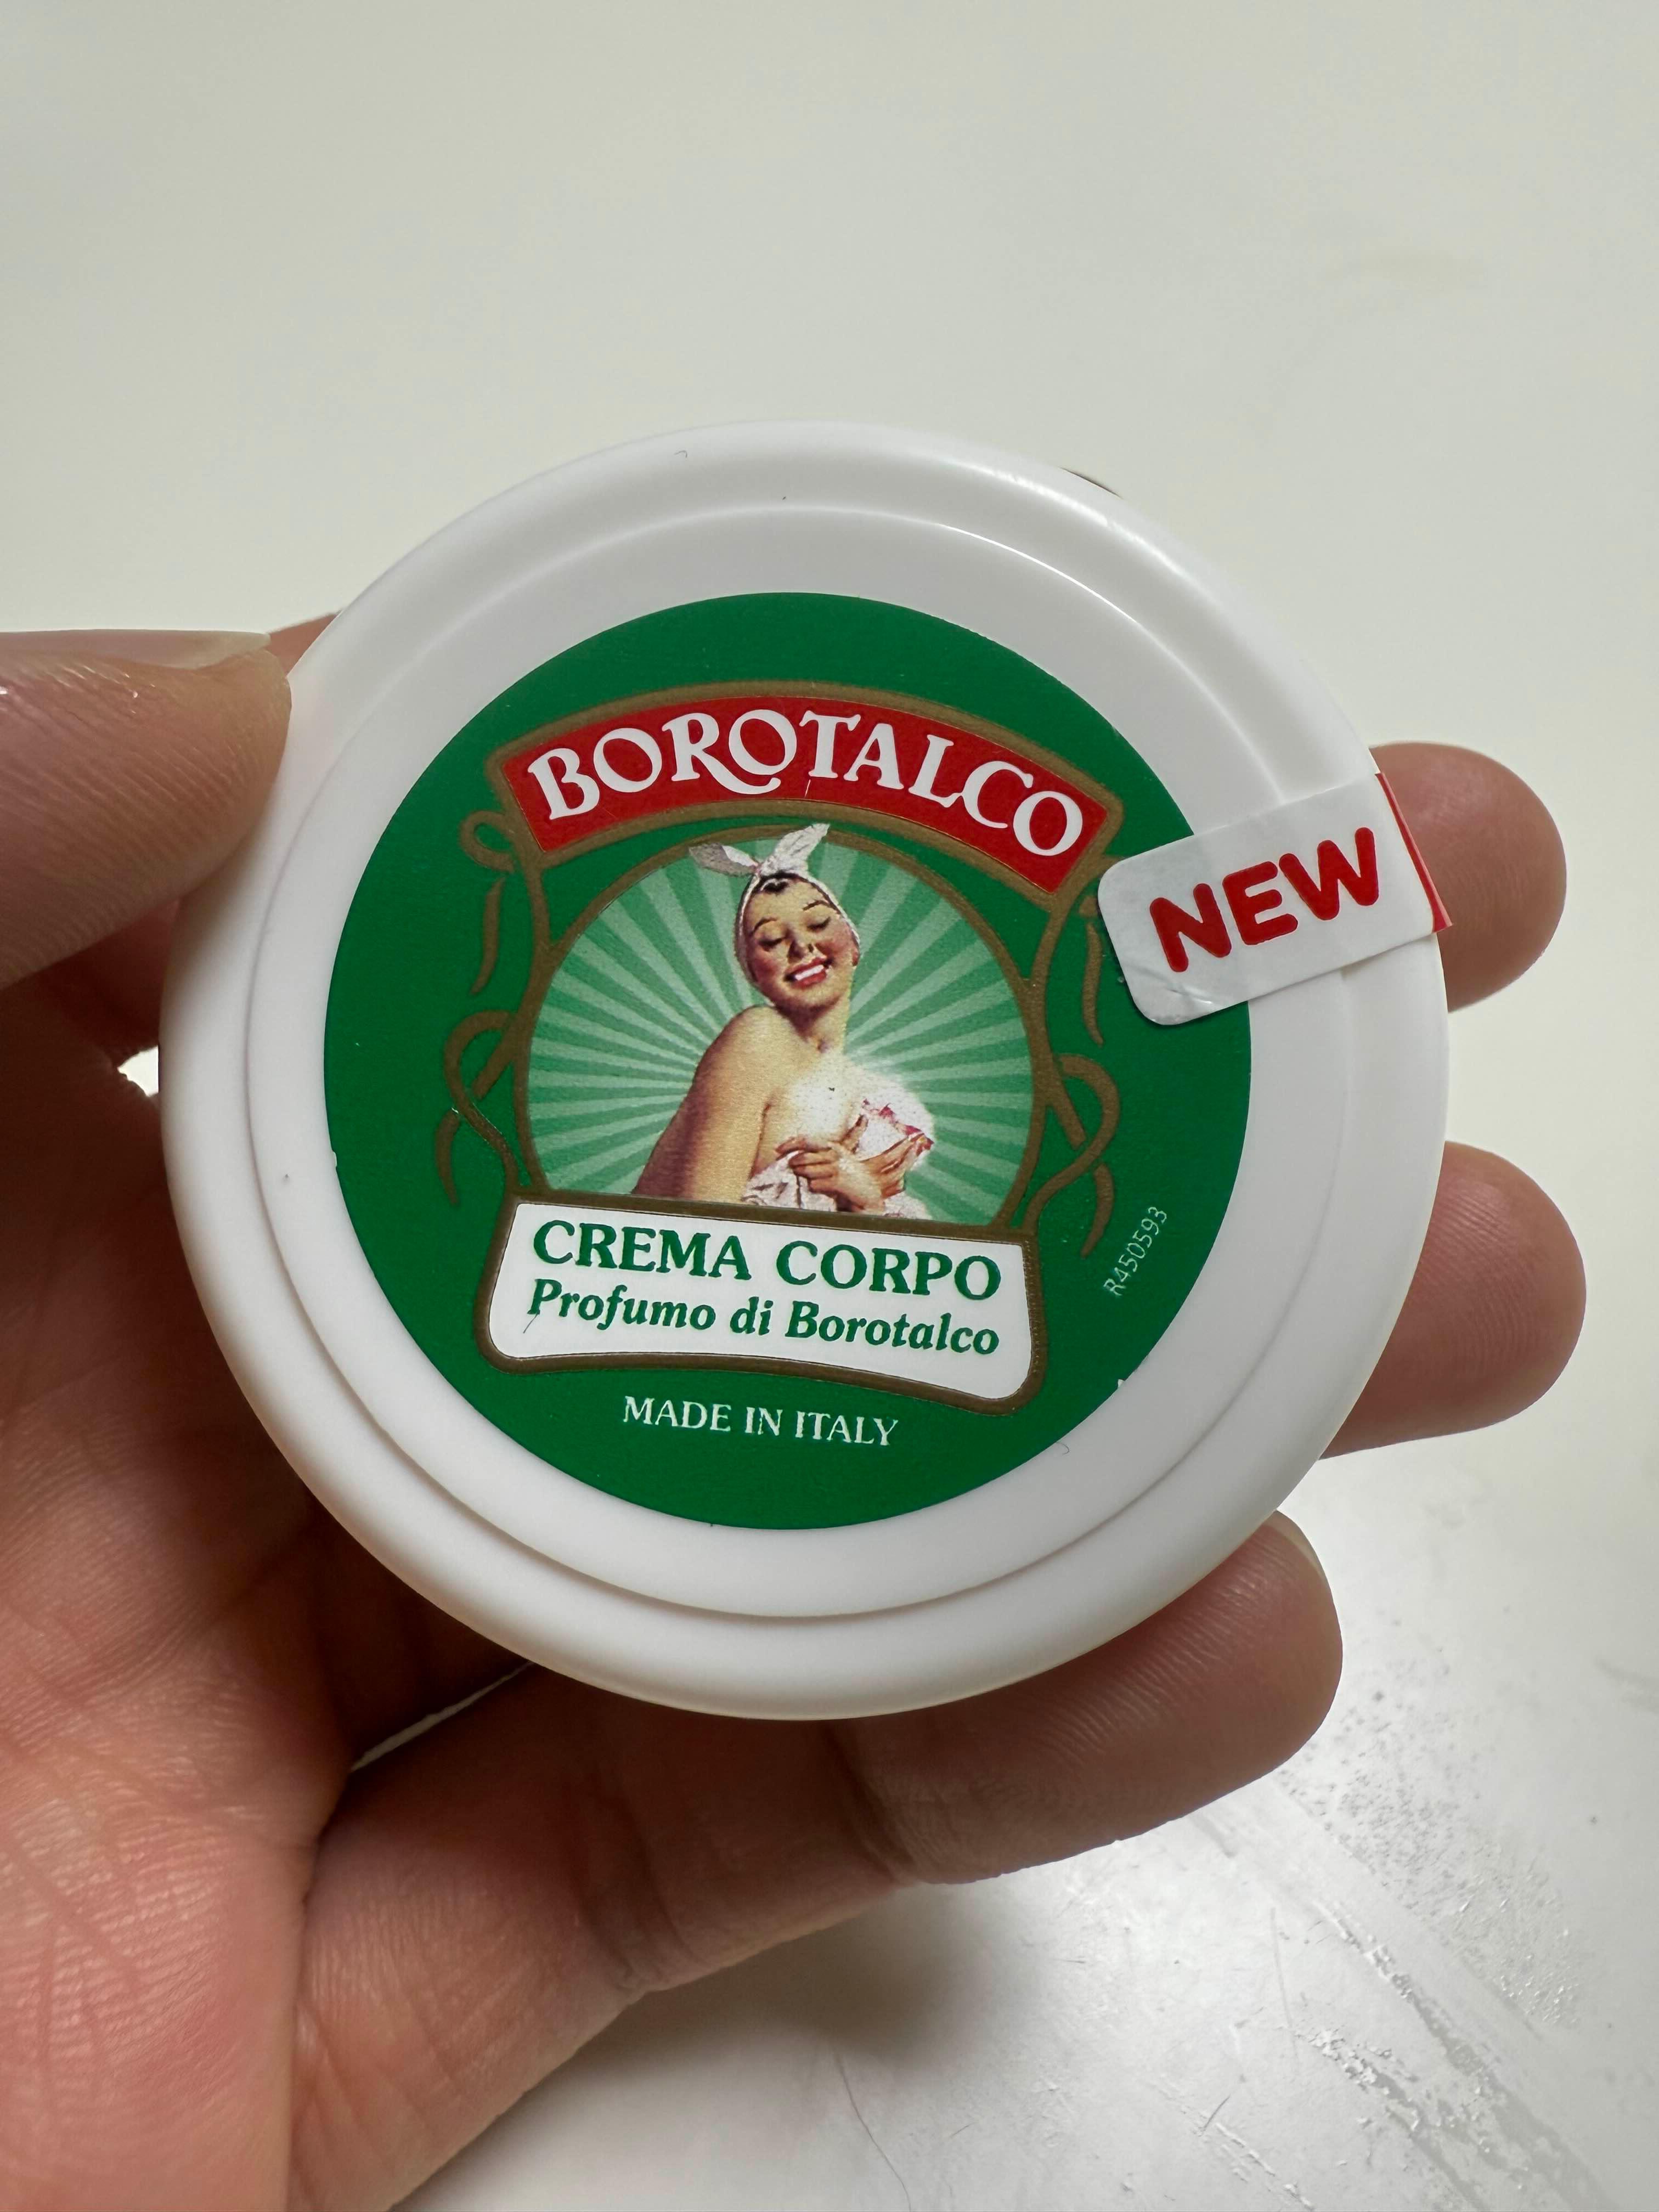 BOROTALCO
NEW
CREMA CORPO
Profumo di Borotalco
R450593
MADE IN ITALY